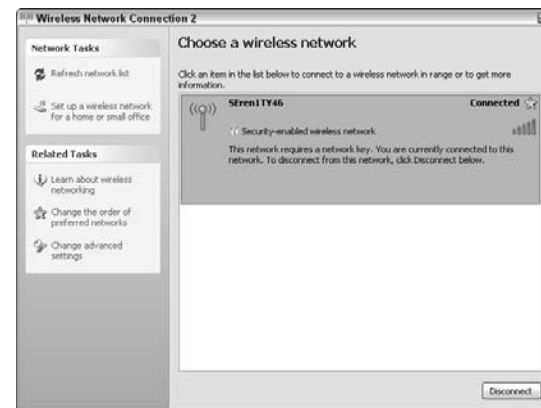 Wireless Network Connection 2
Network Tasks
Refresh network list
Set up a wireless network
for a home or small office
Related Tasks
Learn about wireless
networking
Change the order of
preferred networks
Change advanced
settings
Choose a wireless network
Click an item in the list below to connect to a wireless network in range or to get more
information.
SEren1TY46 Connected
Security-enabled wireless network
This network requires a network key. You are currently connected to this
network. To disconnect from this network, click Disconnect below.
Disconnect